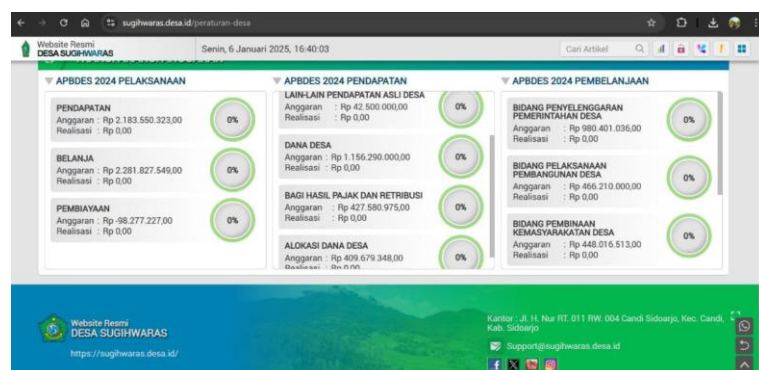 sugihwaras.desa.id/peraturan-desa
Website Resmi
DESA SUGIHWARAS
Senin, 6 Januari 2025, 16:40:03
Cari Artikel
APBDES 2024 PELAKSANAAN
PENDAPATAN
Anggaran : Rp 2.183.550.323,00
Realisasi : Rp 0,00
0%
BELANJA
Anggaran : Rp 2.281.827.549,00
Realisasi : Rp 0,00
0%
PEMBIAYAAN
Anggaran : Rp -98.277.227,00
Realisasi : Rp 0,00
0%
APBDES 2024 PENDAPATAN
LAIN-LAIN PENDAPATAN ASLI DESA
Anggaran : Rp 42.500.000,00
Realisasi : Rp 0,00
0%
DANA DESA
Anggaran : Rp 1.156.290.000,00
Realisasi : Rp 0,00
0%
BAGI HASIL PAJAK DAN RETRIBUSI
Anggaran : Rp 427.580.975,00
Realisasi : Rp 0,00
0%
ALOKASI DANA DESA
Anggaran : Rp 409.679.348,00
Realisasi : Rp 0,00
0%
APBDES 2024 PEMBELANJAAN
BIDANG PENYELENGGARAN
PEMERINTAHAN DESA
Anggaran : Rp 980.401.036,00
Realisasi : Rp 0,00
0%
BIDANG PELAKSANAAN
PEMBANGUNAN DESA
Anggaran : Rp 466.210.000,00
Realisasi : Rp 0,00
0%
BIDANG PEMBINAAN
KEMASYARAKATAN DESA
Anggaran : Rp 448.016.513,00
Realisasi : Rp 0,00
0%
Website Resmi
DESA SUGIHWARAS
https://sugihwaras.desa.id/
Kantor : Jl. H. Nur RT. 011 RW. 004 Candi Sidoarjo, Kec. Candi,
Kab. Sidoarjo
Support@sugihwaras.desa.id